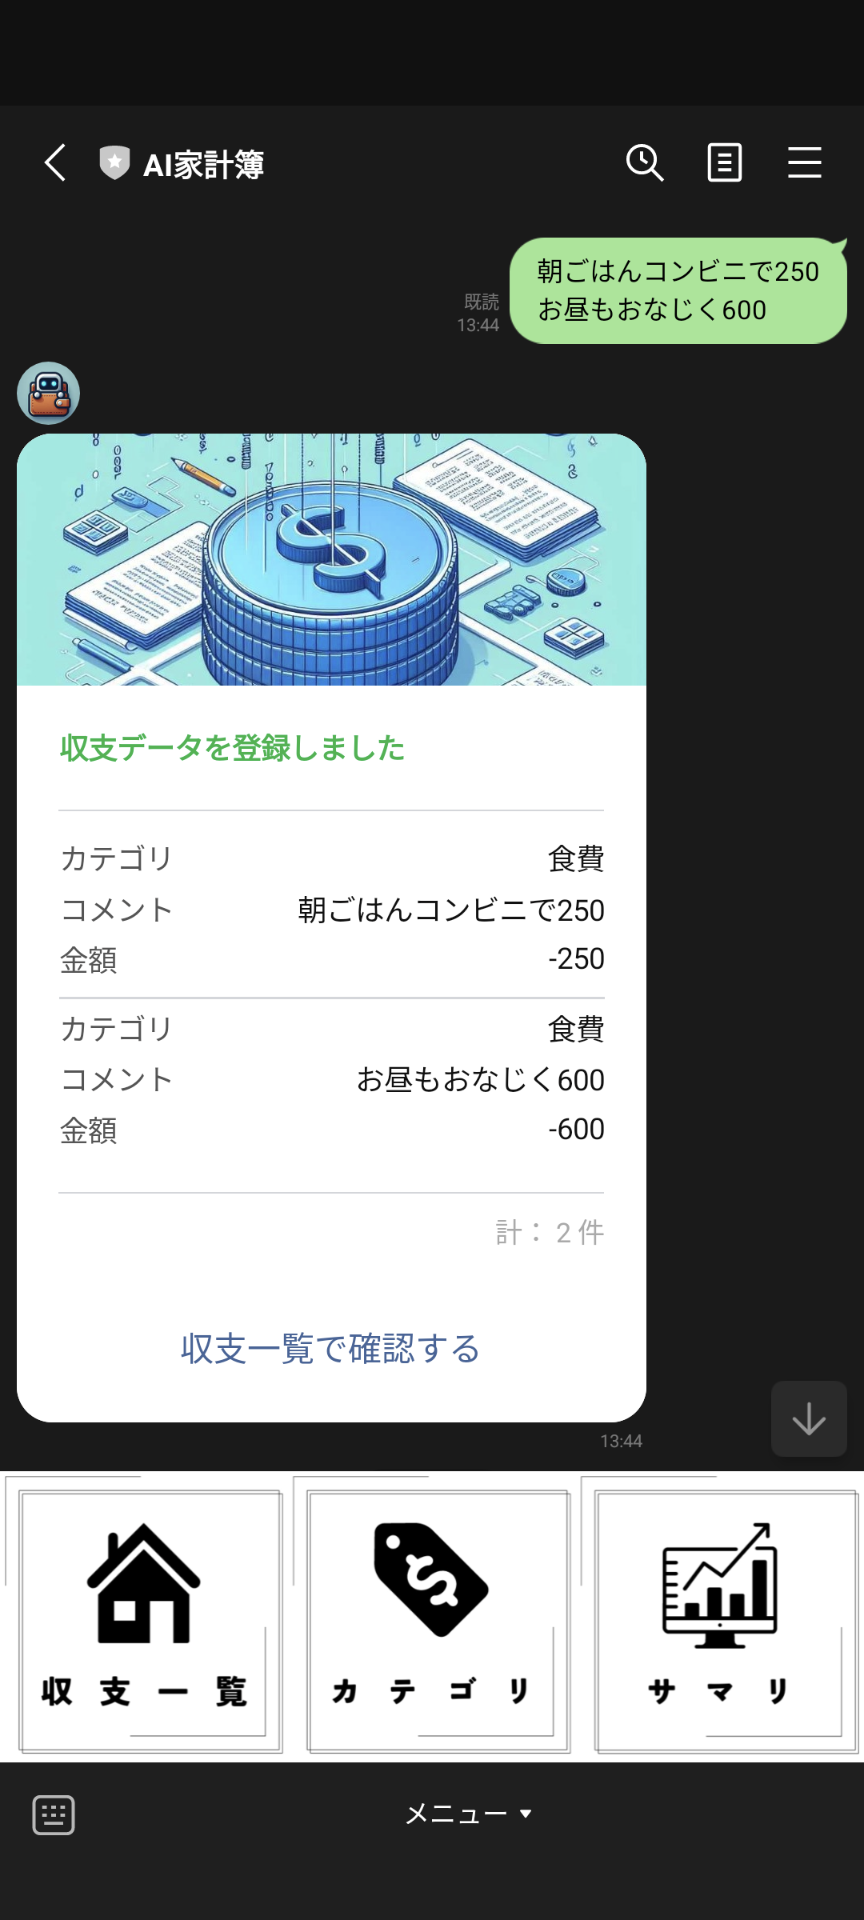 AI家計簿
朝ごはんコンビニで250
お昼もおなじく600
既読
13:44
収支データを登録しました
カテゴリ 食費
コメント 朝ごはんコンビニで250
金額 -250
カテゴリ 食費
コメント お昼もおなじく600
金額 -600
計： 2 件
収支一覧で確認する
13:44
収支一覧 カテゴリ サマリ
メニュー ▼